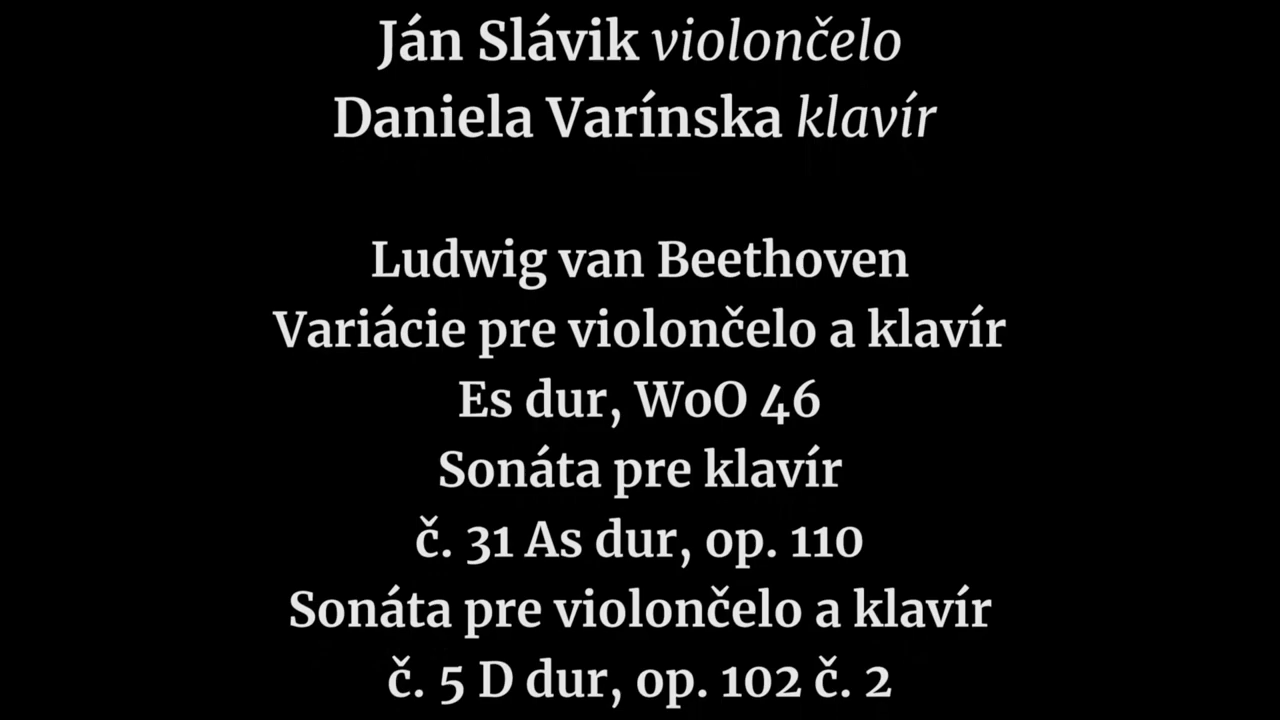 Ján Slávik violončelo
Daniela Varínska klavír
Ludwig van Beethoven
Variácie pre violončelo a klavír
Es dur, WoO 46
Sonáta pre klavír
č. 31 As dur, op. 110
Sonáta pre violončelo a klavír
č. 5 D dur, op. 102 č. 2